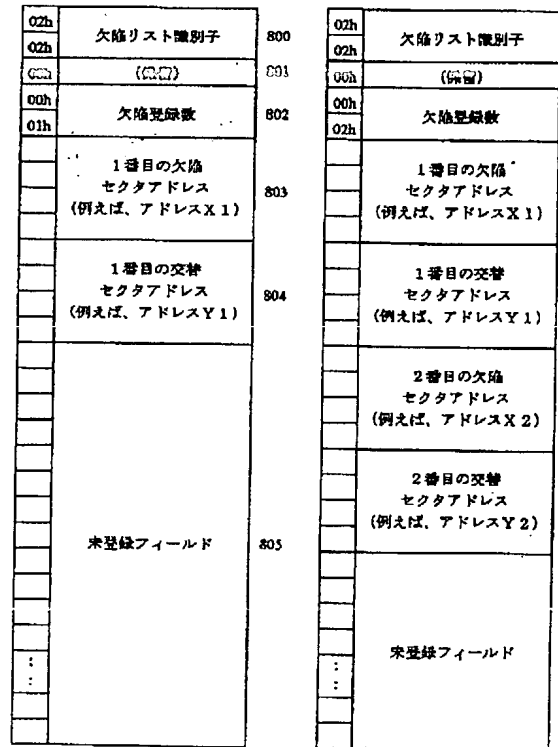 02h
02h
欠陥リスト識別子
800
00h
(保留)
801
00h
01h
欠陥登録数
802
1番目の欠陥
セクタアドレス
(例えば、アドレスX1)
803
1番目の交替
セクタアドレス
(例えば、アドレスY1)
804
未登録フィールド
805
02h
02h
欠陥リスト識別子
00h
(保留)
00h
02h
欠陥登録数
1番目の欠陥
セクタアドレス
(例えば、アドレスX1)
1番目の交替
セクタアドレス
(例えば、アドレスY1)
2番目の欠陥
セクタアドレス
(例えば、アドレスX2)
2番目の交替
セクタアドレス
(例えば、アドレスY2)
未登録フィールド